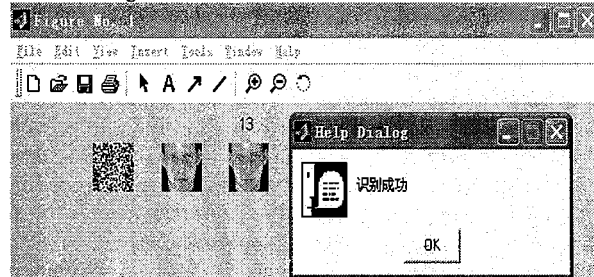 Figure No. 1
File Edit View Insert Tools Window Help
A
13
Help Dialog
识别成功
OK